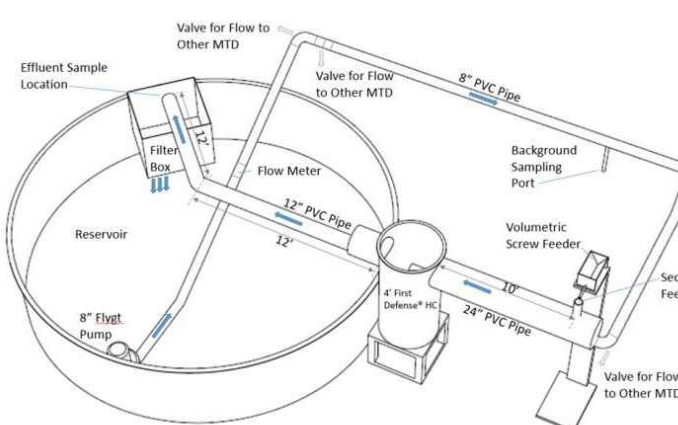 Valve for Flow to
Other MTD
Effluent Sample
Location
Valve for Flow
to Other MTD
8" PVC Pipe
12'
Filter
Box
Flow Meter
Background
Sampling
Port
12" PVC Pipe
12'
Reservoir
Volumetric
Screw Feeder
10'
4' First
Defense® HC
24" PVC Pipe
8" Flygt
Pump
Valve for Flow
to Other MTD